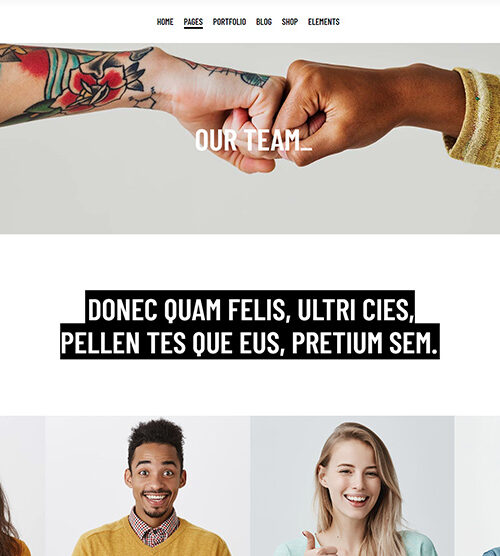 HOME PAGES PORTFOLIO BLOG SHOP ELEMENTS
OUR TEAM_
DONEC QUAM FELIS, ULTRI CIES,
PELLEN TES QUE EUS, PRETIUM SEM.